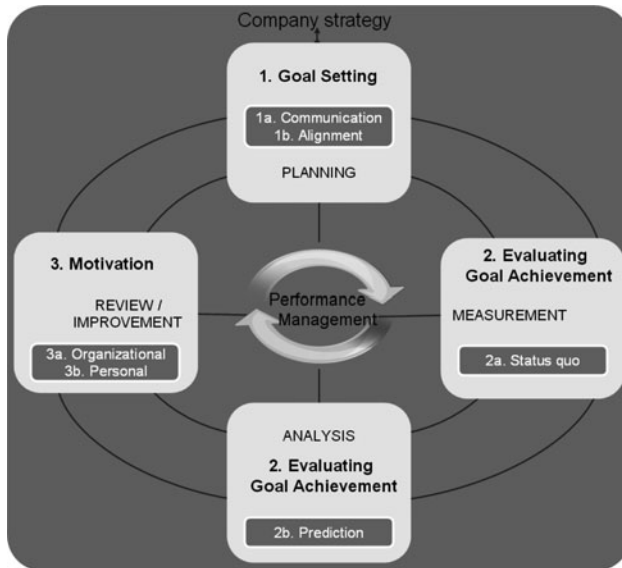 Company strategy
1. Goal Setting
1a. Communication
1b. Alignment
PLANNING
2. Evaluating
Goal Achievement
MEASUREMENT
2a. Status quo
3. Motivation
REVIEW /
IMPROVEMENT
3a. Organizational
3b. Personal
Performance
Management
ANALYSIS
2. Evaluating
Goal Achievement
2b. Prediction